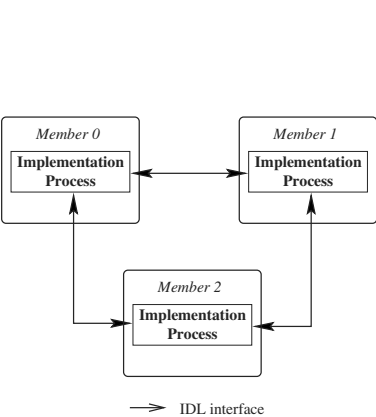 Member 0
Implementation
Process
Member 1
Implementation
Process
Member 2
Implementation
Process
IDL interface